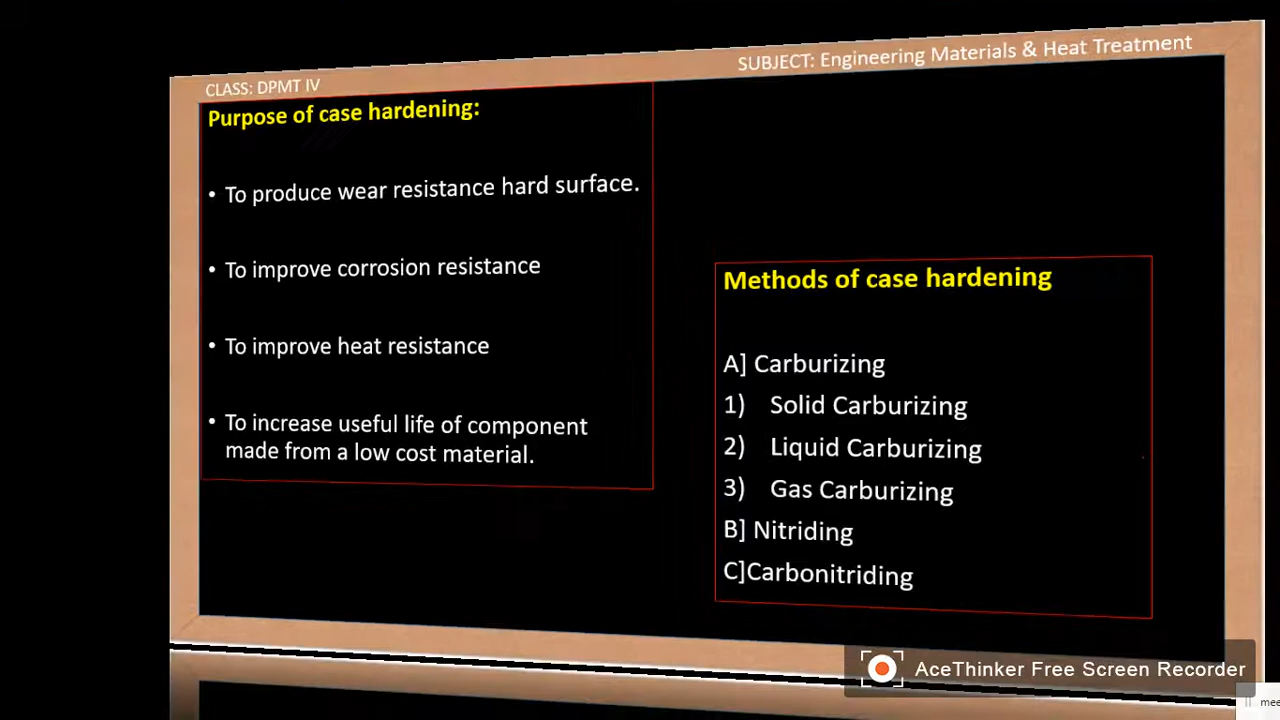 CLASS: DPMT IV
SUBJECT: Engineering Materials & Heat Treatment
Purpose of case hardening:
• To produce wear resistance hard surface.
• To improve corrosion resistance
• To improve heat resistance
• To increase useful life of component
made from a low cost material.
Methods of case hardening
A] Carburizing
1) Solid Carburizing
2) Liquid Carburizing
3) Gas Carburizing
B] Nitriding
C]Carbonitriding
AceThinker Free Screen Recorder